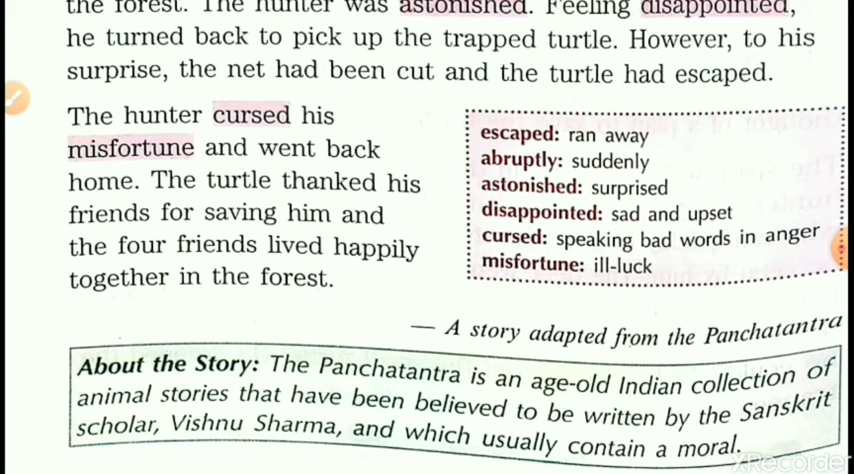 the forest. The hunter was astonished. Feeling disappointed,
he turned back to pick up the trapped turtle. However, to his
surprise, the net had been cut and the turtle had escaped.
The hunter cursed his
misfortune and went back
home. The turtle thanked his
friends for saving him and
the four friends lived happily
together in the forest.
escaped: ran away
abruptly: suddenly
astonished: surprised
disappointed: sad and upset
cursed: speaking bad words in anger
misfortune: ill-luck
— A story adapted from the Panchatantra
About the Story: The Panchatantra is an age-old Indian collection of
animal stories that have been believed to be written by the Sanskrit
scholar, Vishnu Sharma, and which usually contain a moral.
XRecorder